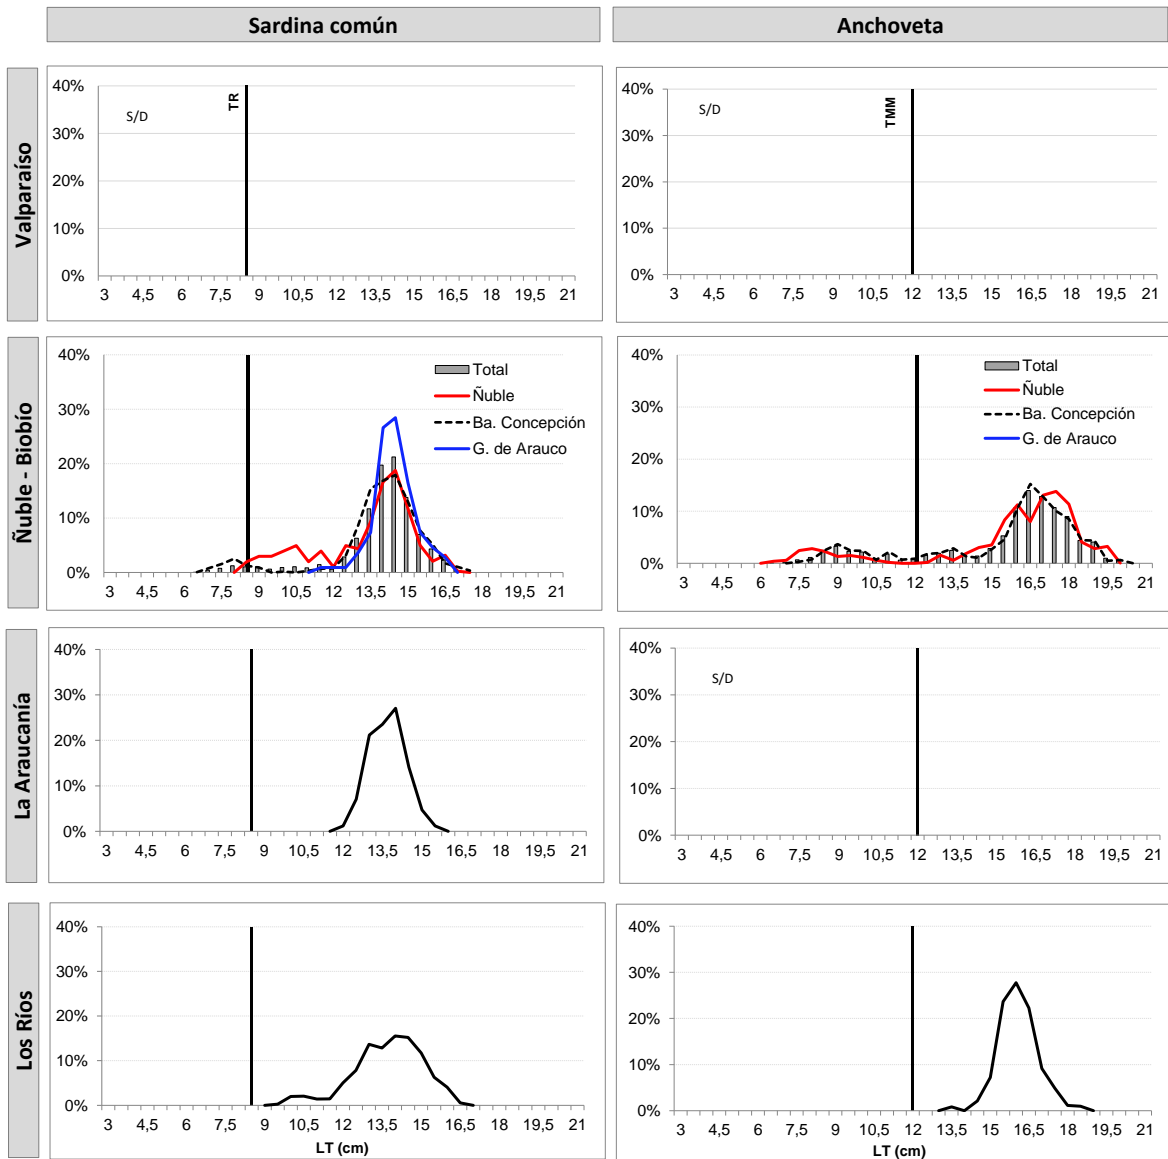 Sardina común
Anchoveta
Valparaíso
40%
30%
20%
10%
0%
S/D
TR
3 4,5 6 7,5 9 10,5 12 13,5 15 16,5 18 19,5 21
40%
30%
20%
10%
0%
S/D
TMM
3 4,5 6 7,5 9 10,5 12 13,5 15 16,5 18 19,5 21
Ñuble - Biobío
40%
30%
20%
10%
0%
Total
Ñuble
Ba. Concepción
G. de Arauco
3 4,5 6 7,5 9 10,5 12 13,5 15 16,5 18 19,5 21
40%
30%
20%
10%
0%
Total
Ñuble
Ba. Concepción
G. de Arauco
3 4,5 6 7,5 9 10,5 12 13,5 15 16,5 18 19,5 21
La Araucanía
40%
30%
20%
10%
0%
3 4,5 6 7,5 9 10,5 12 13,5 15 16,5 18 19,5 21
40%
30%
20%
10%
0%
S/D
3 4,5 6 7,5 9 10,5 12 13,5 15 16,5 18 19,5 21
Los Ríos
40%
30%
20%
10%
0%
3 4,5 6 7,5 9 10,5 12 13,5 15 16,5 18 19,5 21
LT (cm)
40%
30%
20%
10%
0%
3 4,5 6 7,5 9 10,5 12 13,5 15 16,5 18 19,5 21
LT (cm)